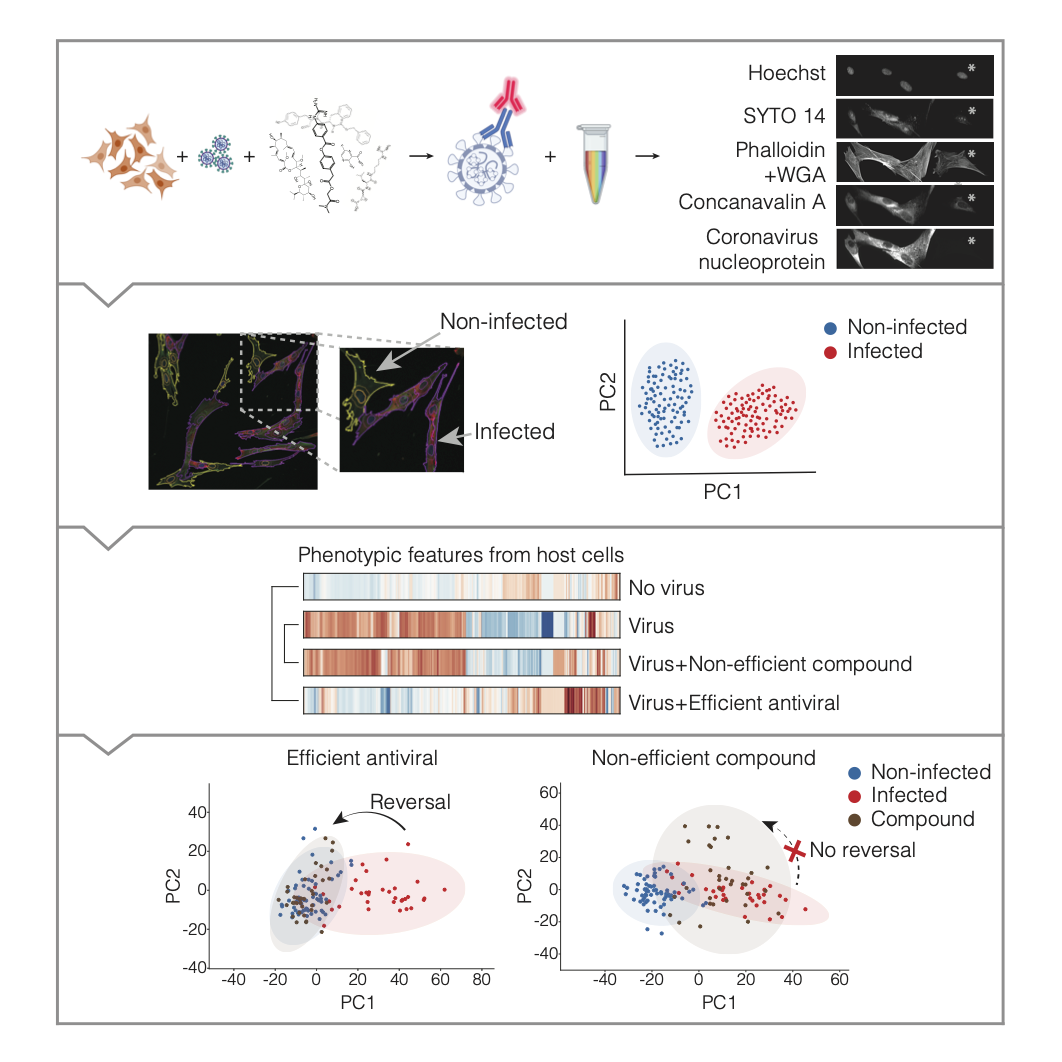 Hoechst
SYTO 14
Phalloidin
+WGA
Concanavalin A
Coronavirus
nucleoprotein
*
*
*
*
*
+
+
+
Non-infected
Infected
PC2
PC1
Non-infected
Infected
Phenotypic features from host cells
No virus
Virus
Virus+Non-efficient compound
Virus+Efficient antiviral
Efficient antiviral
Reversal
PC2
40
20
0
-20
-40
-40
-20
0
20
40
60
80
PC1
Non-efficient compound
Non-infected
Infected
Compound
No reversal
PC2
60
40
20
0
-20
-40
-40
-20
0
20
40
60
PC1